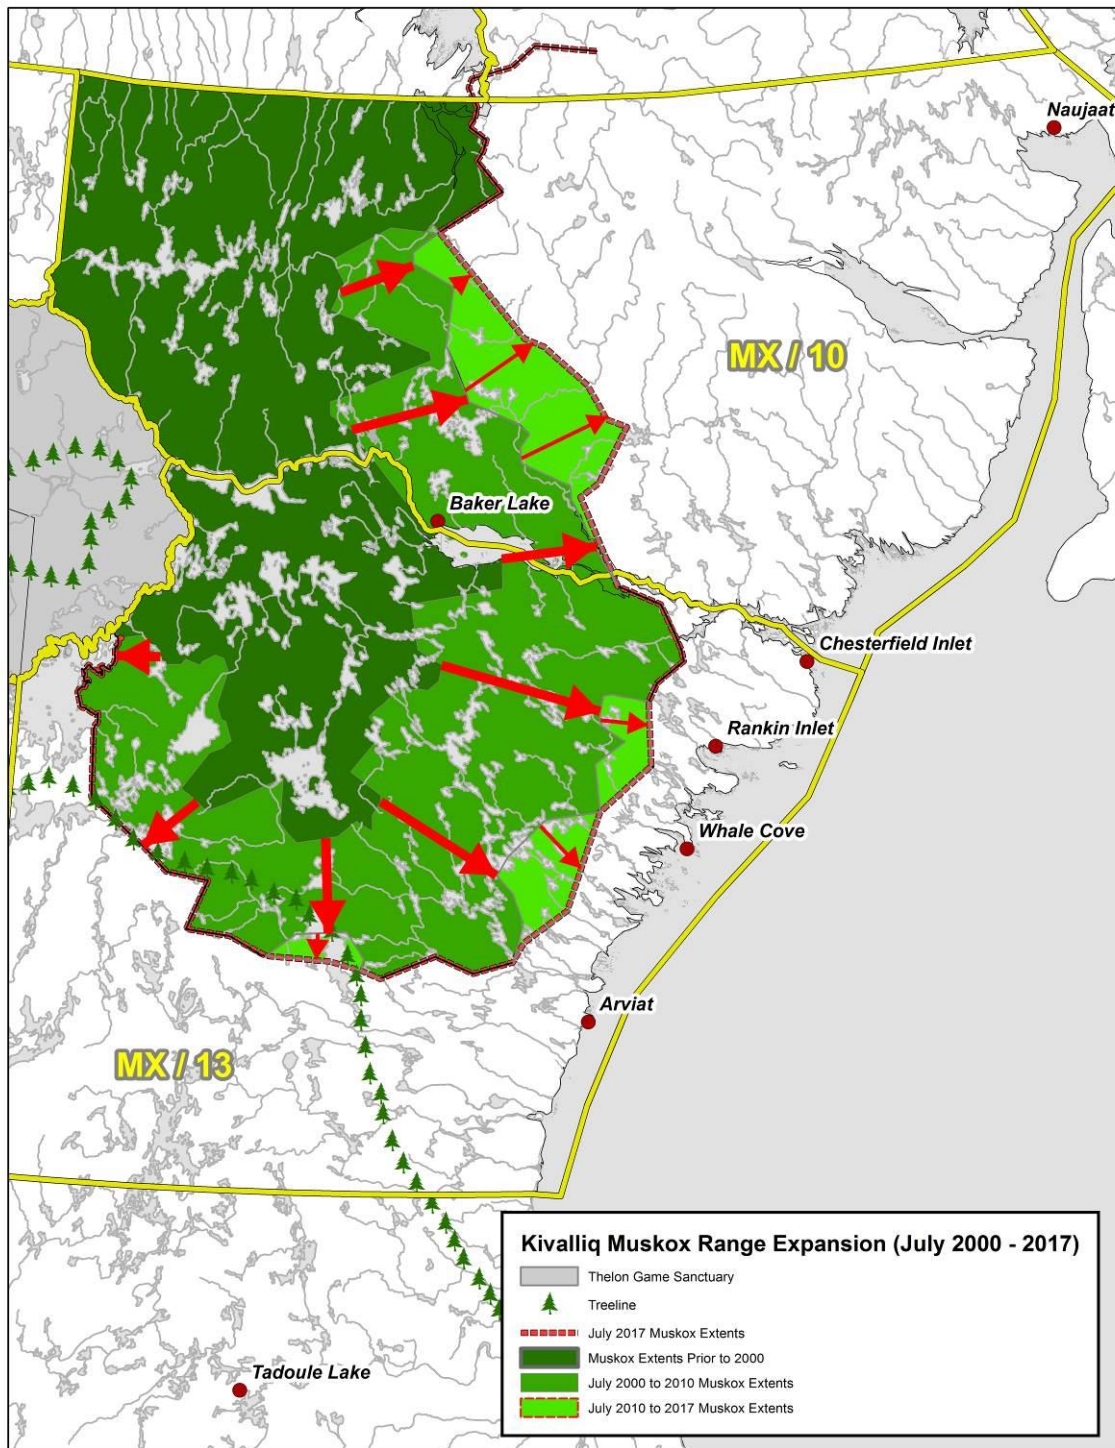 Naujaat
MX / 10
Baker Lake
Chesterfield Inlet
Rankin Inlet
Whale Cove
Arviat
MX / 13
Tadoule Lake
Kivalliq Muskox Range Expansion (July 2000 - 2017)
Thelon Game Sanctuary
Treeline
July 2017 Muskox Extents
Muskox Extents Prior to 2000
July 2000 to 2010 Muskox Extents
July 2010 to 2017 Muskox Extents